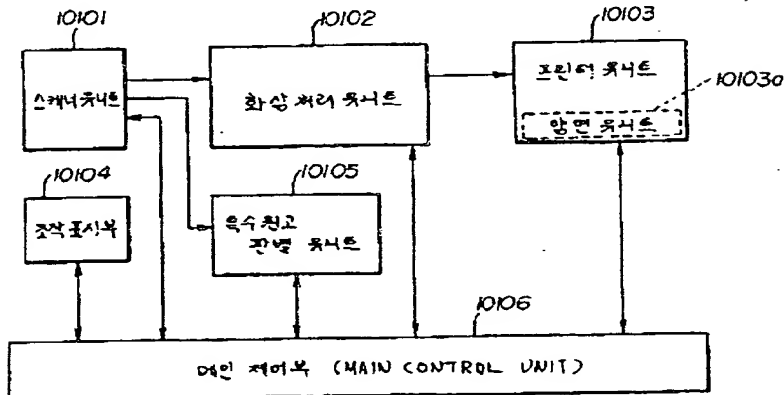 10101
10102
10103
스캐너 유니트
화상 처리 유니트
프린터 유니트
10103a
양면 유니트
10104
10105
조작표시부
특수원고
판별 유니트
10106
메인 제어부 (MAIN CONTROL UNIT)